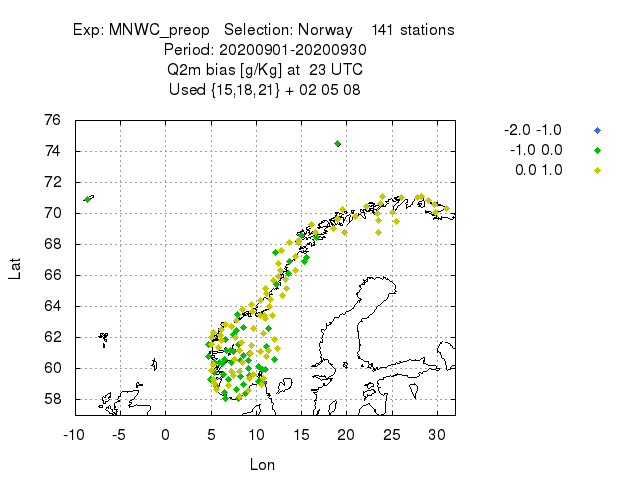 Exp: MNWC_preop   Selection: Norway    141 stations
Period: 20200901-20200930
Q2m bias [g/Kg] at  23 UTC
Used {15,18,21} + 02 05 08
-2.0 -1.0
-1.0 0.0
0.0 1.0
Lat
76
74
72
70
68
66
64
62
60
58
-10 -5 0 5 10 15 20 25 30
Lon